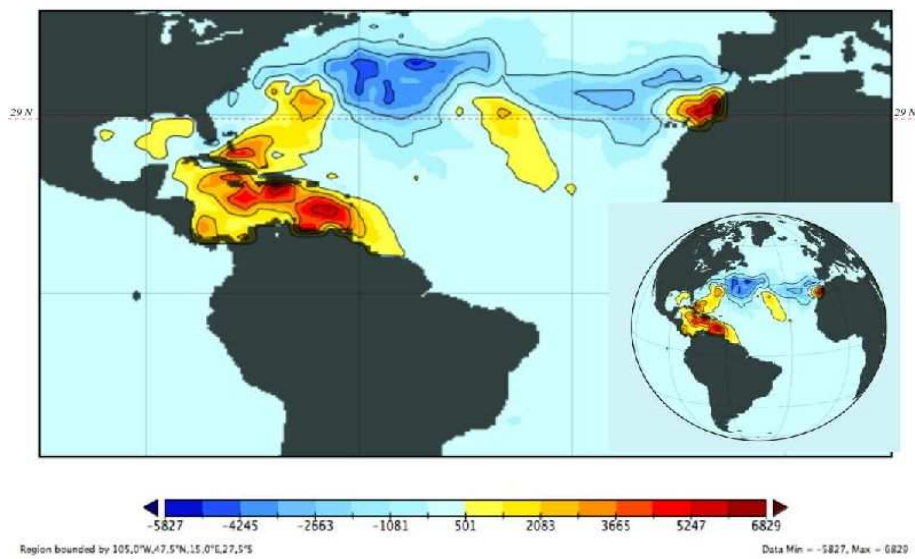 29 N 29 N
-5827 -4245 -2663 -1081 501 2083 3665 5247 6829
Region bounded by 105,0°W,47,5°N,15,0°E,27,5°S Data Min = -5827, Max = 6829